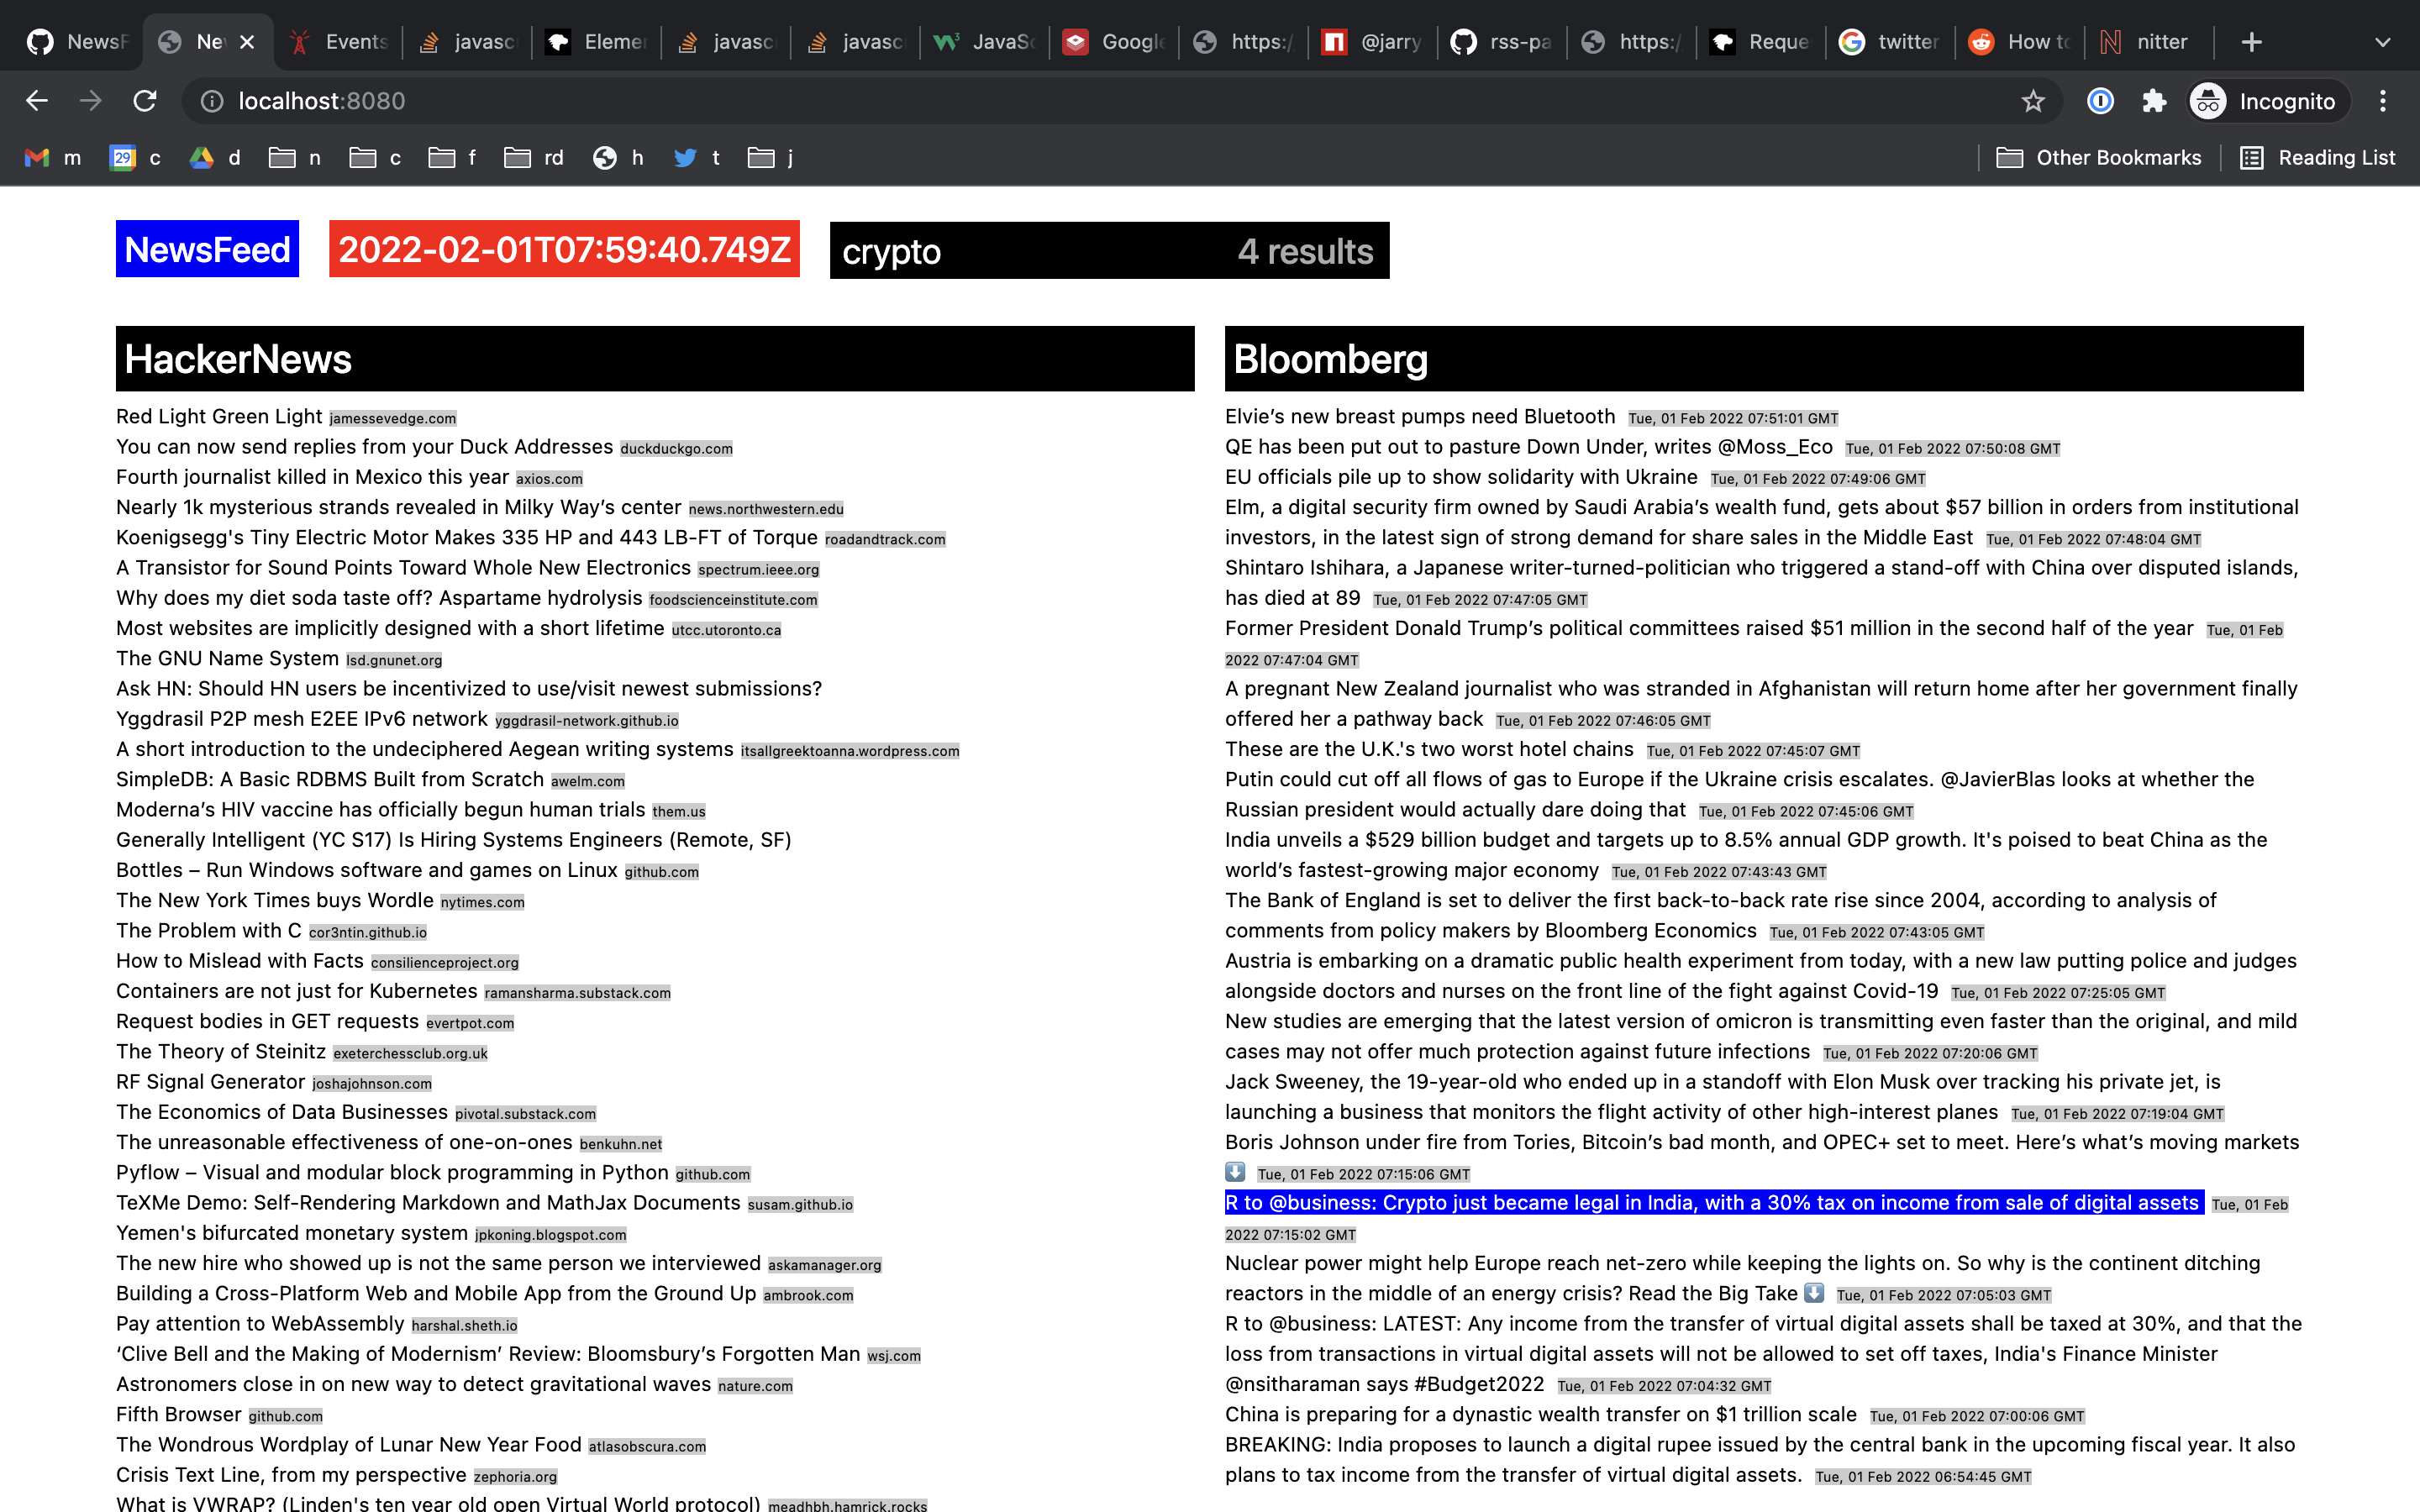 NewsF
Ne
Events
javasc
Elemer
javasc
javasc
JavaSc
Google
https:/
@jarry
rss-pa
https:/
Reque
twitter
How to
nitter
localhost:8080
Incognito
m
29
c
d
n
c
f
rd
h
t
j
Other Bookmarks
Reading List
NewsFeed
2022-02-01T07:59:40.749Z
crypto
4 results
HackerNews
Red Light Green Light jamessevedge.com
You can now send replies from your Duck Addresses duckduckgo.com
Fourth journalist killed in Mexico this year axios.com
Nearly 1k mysterious strands revealed in Milky Way’s center news.northwestern.edu
Koenigsegg's Tiny Electric Motor Makes 335 HP and 443 LB-FT of Torque roadandtrack.com
A Transistor for Sound Points Toward Whole New Electronics spectrum.ieee.org
Why does my diet soda taste off? Aspartame hydrolysis foodscienceinstitute.com
Most websites are implicitly designed with a short lifetime utcc.utoronto.ca
The GNU Name System lsd.gnunet.org
Ask HN: Should HN users be incentivized to use/visit newest submissions?
Yggdrasil P2P mesh E2EE IPv6 network yggdrasil-network.github.io
A short introduction to the undeciphered Aegean writing systems itsallgreektoanna.wordpress.com
SimpleDB: A Basic RDBMS Built from Scratch awelm.com
Moderna’s HIV vaccine has officially begun human trials them.us
Generally Intelligent (YC S17) Is Hiring Systems Engineers (Remote, SF)
Bottles – Run Windows software and games on Linux github.com
The New York Times buys Wordle nytimes.com
The Problem with C cor3ntin.github.io
How to Mislead with Facts consilienceproject.org
Containers are not just for Kubernetes ramansharma.substack.com
Request bodies in GET requests evertpot.com
The Theory of Steinitz exeterchessclub.org.uk
RF Signal Generator joshajohnson.com
The Economics of Data Businesses pivotal.substack.com
The unreasonable effectiveness of one-on-ones benkuhn.net
Pyflow – Visual and modular block programming in Python github.com
TeXMe Demo: Self-Rendering Markdown and MathJax Documents susam.github.io
Yemen's bifurcated monetary system jpkoning.blogspot.com
The new hire who showed up is not the same person we interviewed askamanager.org
Building a Cross-Platform Web and Mobile App from the Ground Up ambrook.com
Pay attention to WebAssembly harshal.sheth.io
‘Clive Bell and the Making of Modernism’ Review: Bloomsbury’s Forgotten Man wsj.com
Astronomers close in on new way to detect gravitational waves nature.com
Fifth Browser github.com
The Wondrous Wordplay of Lunar New Year Food atlasobscura.com
Crisis Text Line, from my perspective zephoria.org
What is VWRAP? (Linden's ten year old open Virtual World protocol) meadhbh.hamrick.rocks
Bloomberg
Elvie’s new breast pumps need Bluetooth Tue, 01 Feb 2022 07:51:01 GMT
QE has been put out to pasture Down Under, writes @Moss_Eco Tue, 01 Feb 2022 07:50:08 GMT
EU officials pile up to show solidarity with Ukraine Tue, 01 Feb 2022 07:49:06 GMT
Elm, a digital security firm owned by Saudi Arabia’s wealth fund, gets about $57 billion in orders from institutional
investors, in the latest sign of strong demand for share sales in the Middle East Tue, 01 Feb 2022 07:48:04 GMT
Shintaro Ishihara, a Japanese writer-turned-politician who triggered a stand-off with China over disputed islands,
has died at 89 Tue, 01 Feb 2022 07:47:05 GMT
Former President Donald Trump’s political committees raised $51 million in the second half of the year Tue, 01 Feb
2022 07:47:04 GMT
A pregnant New Zealand journalist who was stranded in Afghanistan will return home after her government finally
offered her a pathway back Tue, 01 Feb 2022 07:46:05 GMT
These are the U.K.'s two worst hotel chains Tue, 01 Feb 2022 07:45:07 GMT
Putin could cut off all flows of gas to Europe if the Ukraine crisis escalates. @JavierBlas looks at whether the
Russian president would actually dare doing that Tue, 01 Feb 2022 07:45:06 GMT
India unveils a $529 billion budget and targets up to 8.5% annual GDP growth. It's poised to beat China as the
world’s fastest-growing major economy Tue, 01 Feb 2022 07:43:43 GMT
The Bank of England is set to deliver the first back-to-back rate rise since 2004, according to analysis of
comments from policy makers by Bloomberg Economics Tue, 01 Feb 2022 07:43:05 GMT
Austria is embarking on a dramatic public health experiment from today, with a new law putting police and judges
alongside doctors and nurses on the front line of the fight against Covid-19 Tue, 01 Feb 2022 07:25:05 GMT
New studies are emerging that the latest version of omicron is transmitting even faster than the original, and mild
cases may not offer much protection against future infections Tue, 01 Feb 2022 07:20:06 GMT
Jack Sweeney, the 19-year-old who ended up in a standoff with Elon Musk over tracking his private jet, is
launching a business that monitors the flight activity of other high-interest planes Tue, 01 Feb 2022 07:19:04 GMT
Boris Johnson under fire from Tories, Bitcoin’s bad month, and OPEC+ set to meet. Here’s what’s moving markets
⬇️ Tue, 01 Feb 2022 07:15:06 GMT
R to @business: Crypto just became legal in India, with a 30% tax on income from sale of digital assets Tue, 01 Feb
2022 07:15:02 GMT
Nuclear power might help Europe reach net-zero while keeping the lights on. So why is the continent ditching
reactors in the middle of an energy crisis? Read the Big Take ⬇️ Tue, 01 Feb 2022 07:05:03 GMT
R to @business: LATEST: Any income from the transfer of virtual digital assets shall be taxed at 30%, and that the
loss from transactions in virtual digital assets will not be allowed to set off taxes, India's Finance Minister
@nsitharaman says #Budget2022 Tue, 01 Feb 2022 07:04:32 GMT
China is preparing for a dynastic wealth transfer on $1 trillion scale Tue, 01 Feb 2022 07:00:06 GMT
BREAKING: India proposes to launch a digital rupee issued by the central bank in the upcoming fiscal year. It also
plans to tax income from the transfer of virtual digital assets. Tue, 01 Feb 2022 06:54:45 GMT